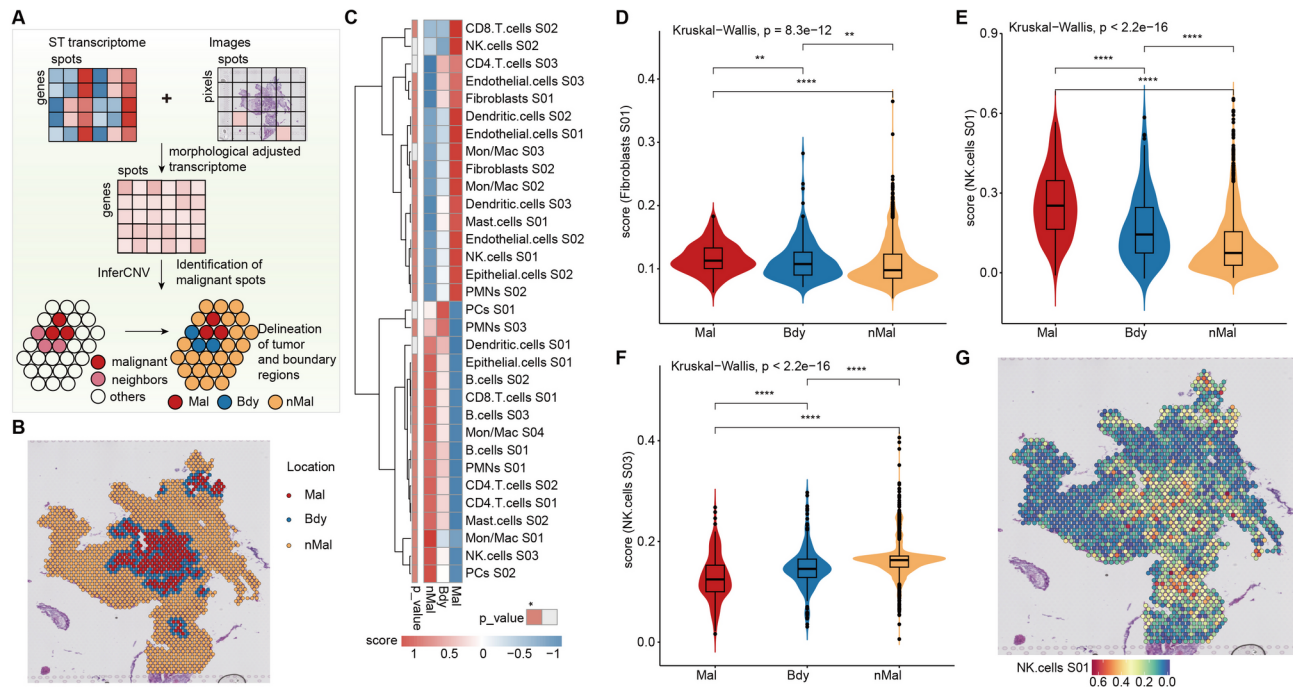 A
ST transcriptome
Images
spots
spots
genes
pixels
+
morphological adjusted
transcriptome
spots
genes
InferCNV
Identification of
malignant spots
Delineation
of tumor
and boundary
regions
malignant
neighbors
others
Mal
Bdy
nMal
B
Location
Mal
Bdy
nMal
C
CD8.T.cells S02
NK.cells S02
CD4.T.cells S03
Endothelial.cells S03
Fibroblasts S01
Dendritic.cells S02
Endothelial.cells S01
Mon/Mac S03
Fibroblasts S02
Mon/Mac S02
Dendritic.cells S03
Mast.cells S01
Endothelial.cells S02
NK.cells S01
Epithelial.cells S02
PMNs S02
PCs S01
PMNs S03
Dendritic.cells S01
Epithelial.cells S01
B.cells S02
CD8.T.cells S01
B.cells S03
Mon/Mac S04
B.cells S01
PMNs S01
CD4.T.cells S02
CD4.T.cells S01
Mast.cells S02
Mon/Mac S01
NK.cells S03
PCs S02
p_value
nMal
Bdy
Mal
p_value
*
score
1 0.5 0 −0.5 −1
D
Kruskal−Wallis, p = 8.3e−12
**
**
****
score (Fibroblasts S01)
0.4
0.3
0.2
0.1
Mal
Bdy
nMal
E
Kruskal−Wallis, p < 2.2e−16
****
****
****
score (NK.cells S01)
0.9
0.6
0.3
0.0
Mal
Bdy
nMal
F
Kruskal−Wallis, p < 2.2e−16
****
****
****
score (NK.cells S03)
0.4
0.2
0.0
Mal
Bdy
nMal
G
NK.cells S01
0.6 0.4 0.2 0.0